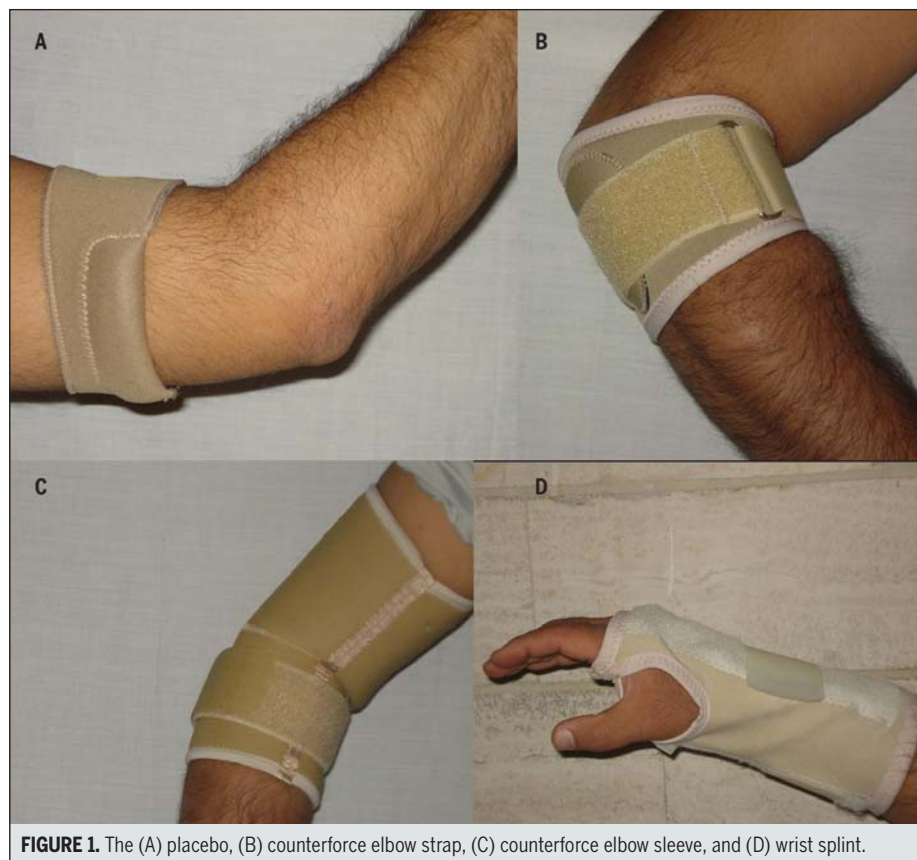 A
B
C
D
FIGURE 1. The (A) placebo, (B) counterforce elbow strap, (C) counterforce elbow sleeve, and (D) wrist splint.